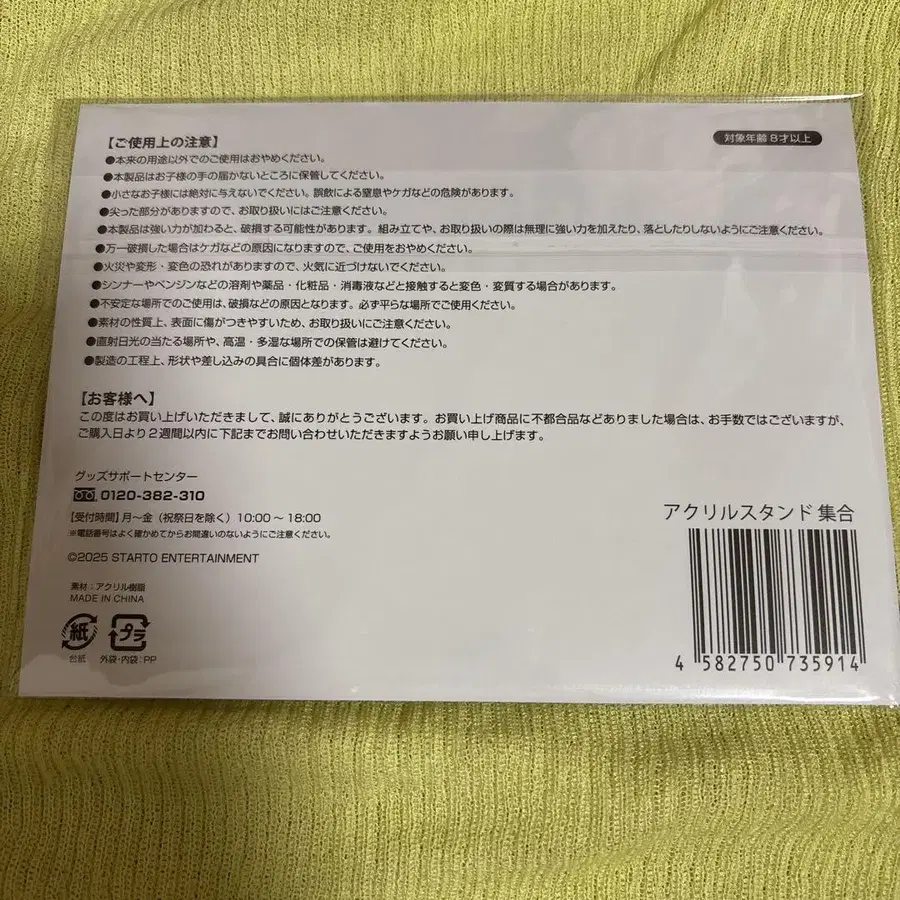 【ご使用上の注意】
対象年齢8才以上
●本来の用途以外でのご使用はおやめください。
●本製品はお子様の手の届かないところに保管してください。
●小さなお子様には絶対に与えないでください。誤飲による窒息やケガなどの危険があります。
●尖った部分がありますので、お取り扱いにはご注意ください。
●本製品は強い力が加わると、破損する可能性があります。組み立てや、お取り扱いの際は無理に強い力を加えたり、落としたりしないようにご注意ください。
●万一破損した場合はケガなどの原因になりますので、ご使用をおやめください。
●火災や変形・変色の恐れがありますので、火気に近づけないでください。
●シンナーやベンジンなどの溶剤や薬品・化粧品・消毒液などと接触すると変色・変質する場合があります。
●不安定な場所でのご使用は、破損などの原因となります。必ず平らな場所でご使用ください。
●素材の性質上、表面に傷がつきやすいため、お取り扱いにご注意ください。
●直射日光の当たる場所や、高温・多湿な場所での保管は避けてください。
●製造の工程上、形状や差し込みの具合に個体差があります。
【お客様へ】
この度はお買い上げいただきまして、誠にありがとうございます。お買い上げ商品に不都合品などありました場合は、お手数ではございますが、
ご購入日より2週間以内に下記までお問い合わせいただきますようお願い申し上げます。
グッズサポートセンター
0120-382-310
【受付時間】月〜金（祝祭日を除く）10:00〜18:00
※電話番号はよく確かめてからお間違いのないようにご注意ください。
©2025 STARTO ENTERTAINMENT
素材：アクリル樹脂
MADE IN CHINA
紙 プラ
台紙 外袋・内袋：PP
アクリルスタンド 集合
4 582750 735914